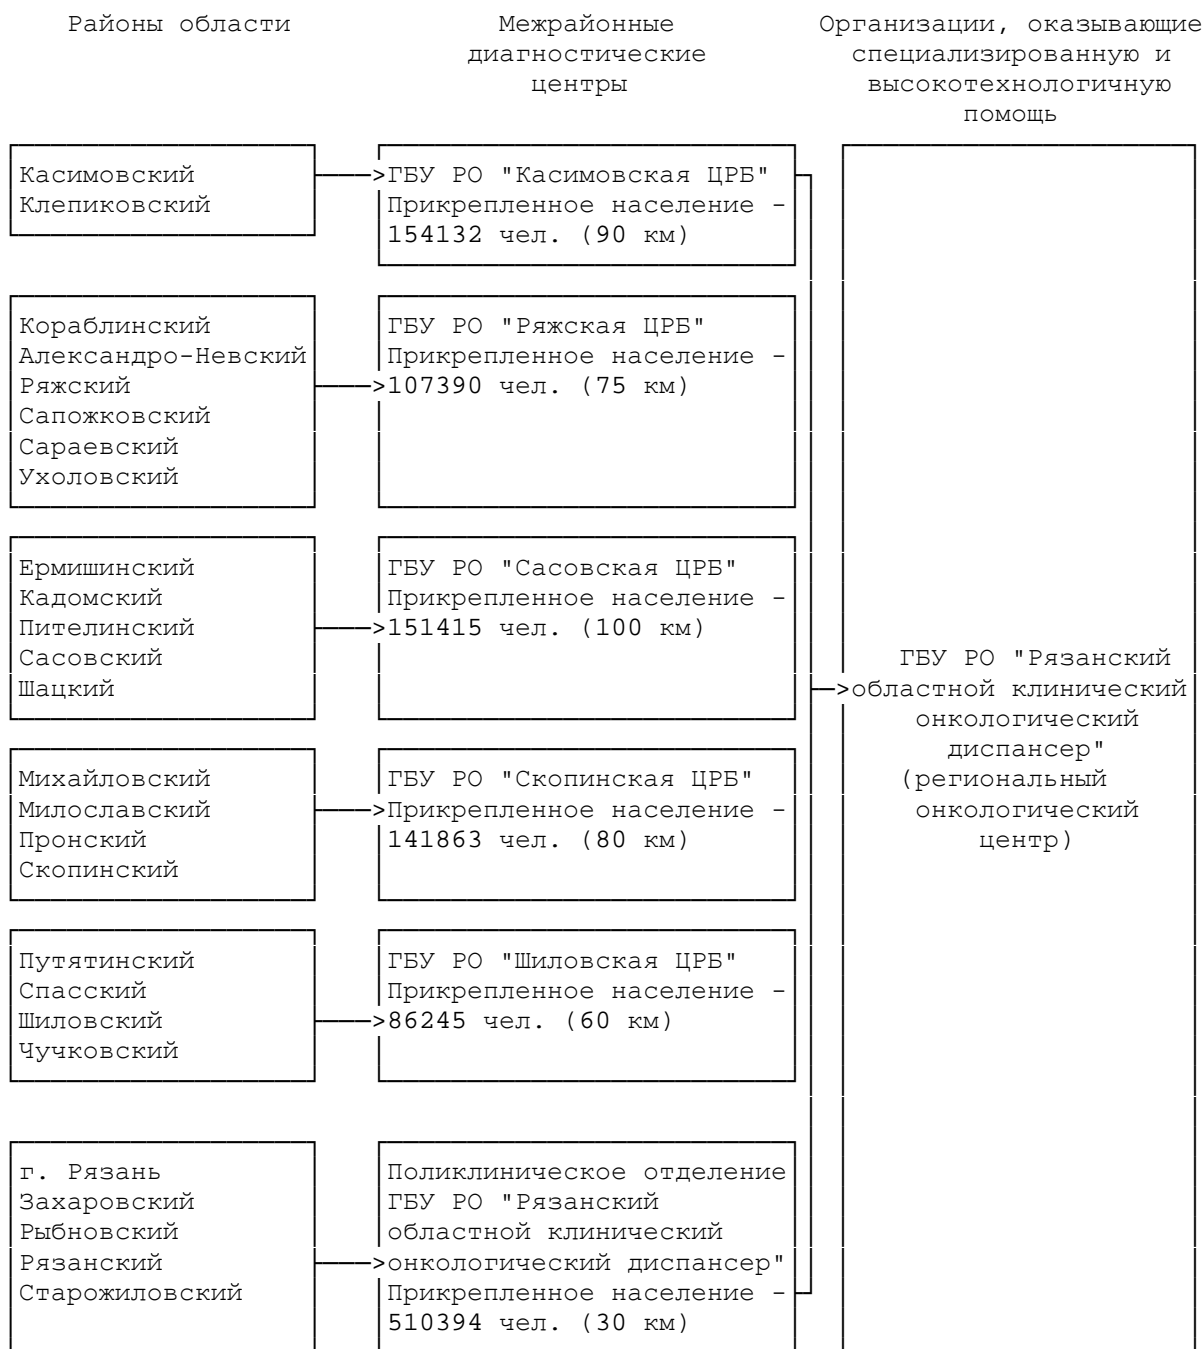 Районы области
Межрайонные
диагностические
центры
Организации, оказывающие
специализированную и
высокотехнологичную
помощь
Касимовский
Клепиковский
ГБУ РО "Касимовская ЦРБ"
Прикрепленное население -
154132 чел. (90 км)
Кораблинский
Александро-Невский
Ряжский
Сапожковский
Сараевский
Ухоловский
ГБУ РО "Ряжская ЦРБ"
Прикрепленное население -
107390 чел. (75 км)
Ермишинский
Кадомский
Пителинский
Сасовский
Шацкий
ГБУ РО "Сасовская ЦРБ"
Прикрепленное население -
151415 чел. (100 км)
Михайловский
Милославский
Пронский
Скопинский
ГБУ РО "Скопинская ЦРБ"
Прикрепленное население -
141863 чел. (80 км)
Путятинский
Спасский
Шиловский
Чучковский
ГБУ РО "Шиловская ЦРБ"
Прикрепленное население -
86245 чел. (60 км)
г. Рязань
Захаровский
Рыбновский
Рязанский
Старожиловский
Поликлиническое отделение
ГБУ РО "Рязанский
областной клинический
онкологический диспансер"
Прикрепленное население -
510394 чел. (30 км)
ГБУ РО "Рязанский
областной клинический
онкологический
диспансер"
(региональный
онкологический
центр)